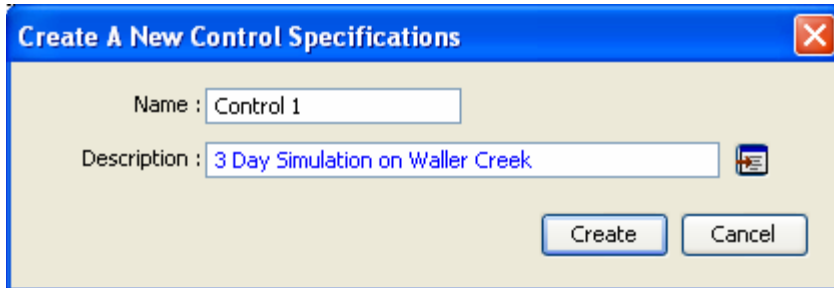 Create A New Control Specifications
Name : Control 1
Description : 3 Day Simulation on Waller Creek
Create Cancel